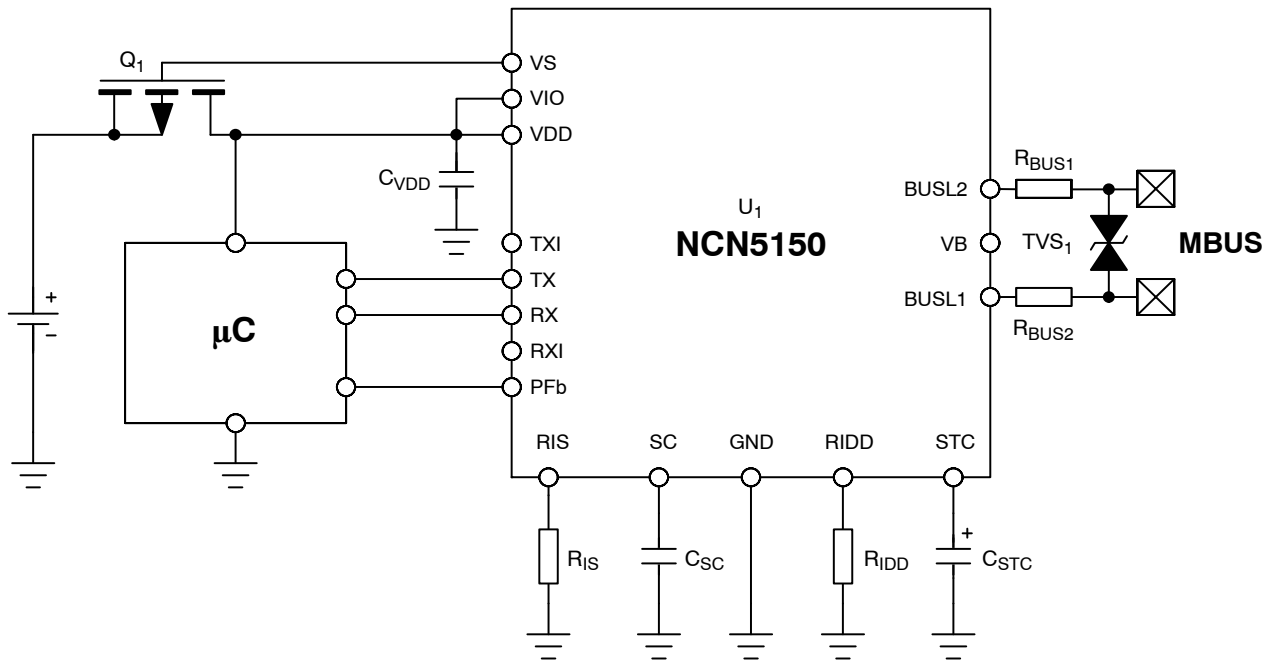 Q1
VS
VIO
VDD
CVDD
RBUS1
BUSL2
U1
NCN5150
TXI
VB
TVS1
MBUS
TX
BUSL1
RX
RBUS2
+
−
µC
RXI
PFb
RIS
SC
GND
RIDD
STC
RIS
CSC
RIDD
+
CSTC